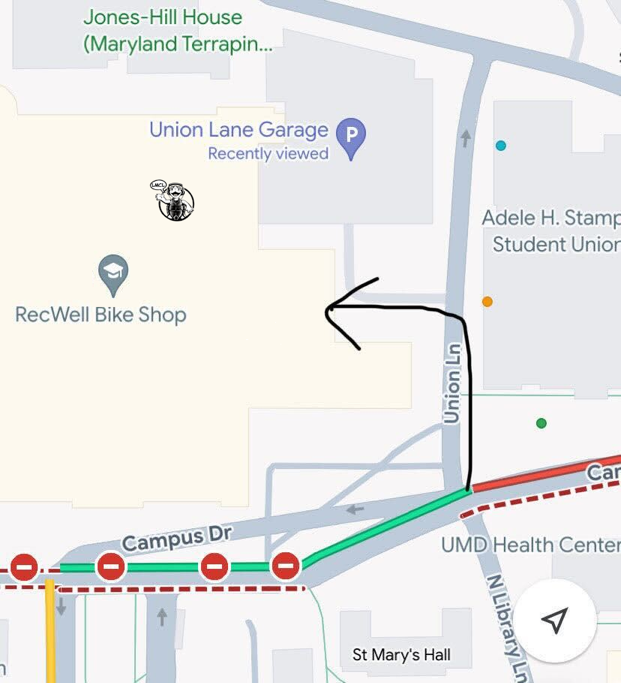 Jones-Hill House
(Maryland Terrapin...
Union Lane Garage
Recently viewed
P
Adele H. Stamp
Student Union
RecWell Bike Shop
Union Ln
Campus Dr
UMD Health Center
N Library Ln
St Mary's Hall